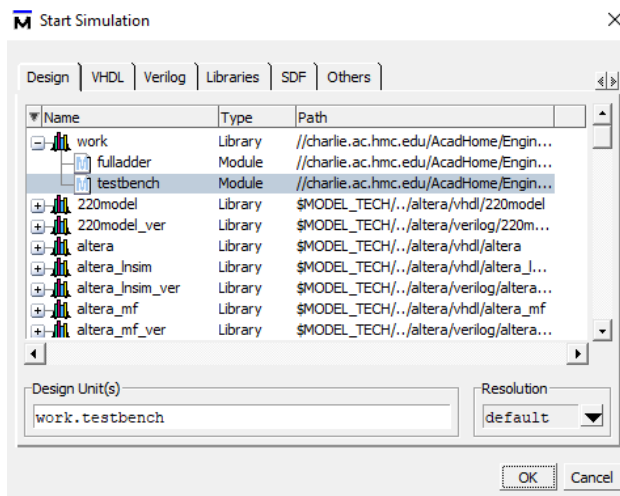 M Start Simulation
Design VHDL Verilog Libraries SDF Others
Name Type Path
work Library //charlie.ac.hmc.edu/AcadHome/Engin...
M fulladder Module //charlie.ac.hmc.edu/AcadHome/Engin...
M testbench Module //charlie.ac.hmc.edu/AcadHome/Engin...
220model Library $MODEL_TECH/../altera/vhdl/220model
220model_ver Library $MODEL_TECH/../altera/verilog/220m...
altera Library $MODEL_TECH/../altera/vhdl/altera
altera_lnsim Library $MODEL_TECH/../altera/vhdl/altera_l...
altera_lnsim_ver Library $MODEL_TECH/../altera/verilog/altera...
altera_mf Library $MODEL_TECH/../altera/vhdl/altera_mf
altera_mf_ver Library $MODEL_TECH/../altera/verilog/altera...
Design Unit(s) Resolution
work.testbench default
OK Cancel